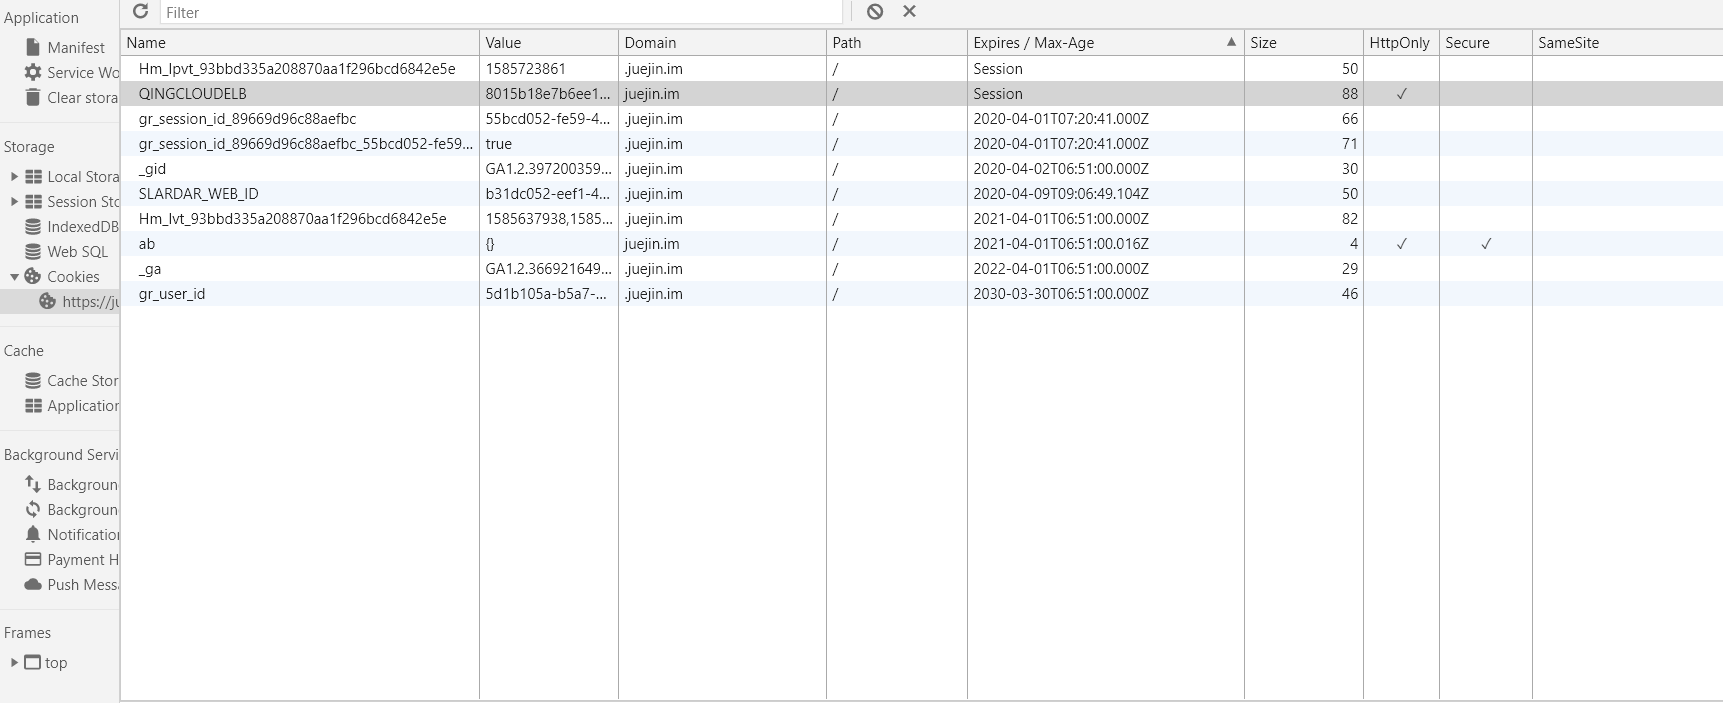 Application
Manifest
Service Wo
Clear stora
Storage
Local Stora
Session Sto
IndexedDB
Web SQL
Cookies
https://ju
Cache
Cache Stor
Application
Background Servi
Backgroun
Backgroun
Notification
Payment H
Push Messa
Frames
top
Filter
Name Value Domain Path Expires / Max-Age ▲ Size HttpOnly Secure SameSite
Hm_lpvt_93bbd335a208870aa1f296bcd6842e5e 1585723861 .juejin.im / Session 50
QINGCLOUDELB 8015b18e7b6ee1... juejin.im / Session 88 ✓
gr_session_id_89669d96c88aefbc 55bcd052-fe59-4... .juejin.im / 2020-04-01T07:20:41.000Z 66
gr_session_id_89669d96c88aefbc_55bcd052-fe59... true .juejin.im / 2020-04-01T07:20:41.000Z 71
_gid GA1.2.397200359... .juejin.im / 2020-04-02T06:51:00.000Z 30
SLARDAR_WEB_ID b31dc052-eef1-4... .juejin.im / 2020-04-09T09:06:49.104Z 50
Hm_lvt_93bbd335a208870aa1f296bcd6842e5e 1585637938,1585... .juejin.im / 2021-04-01T06:51:00.000Z 82
ab {} juejin.im / 2021-04-01T06:51:00.016Z 4 ✓ ✓
_ga GA1.2.366921649... .juejin.im / 2022-04-01T06:51:00.000Z 29
gr_user_id 5d1b105a-b5a7-... .juejin.im / 2030-03-30T06:51:00.000Z 46